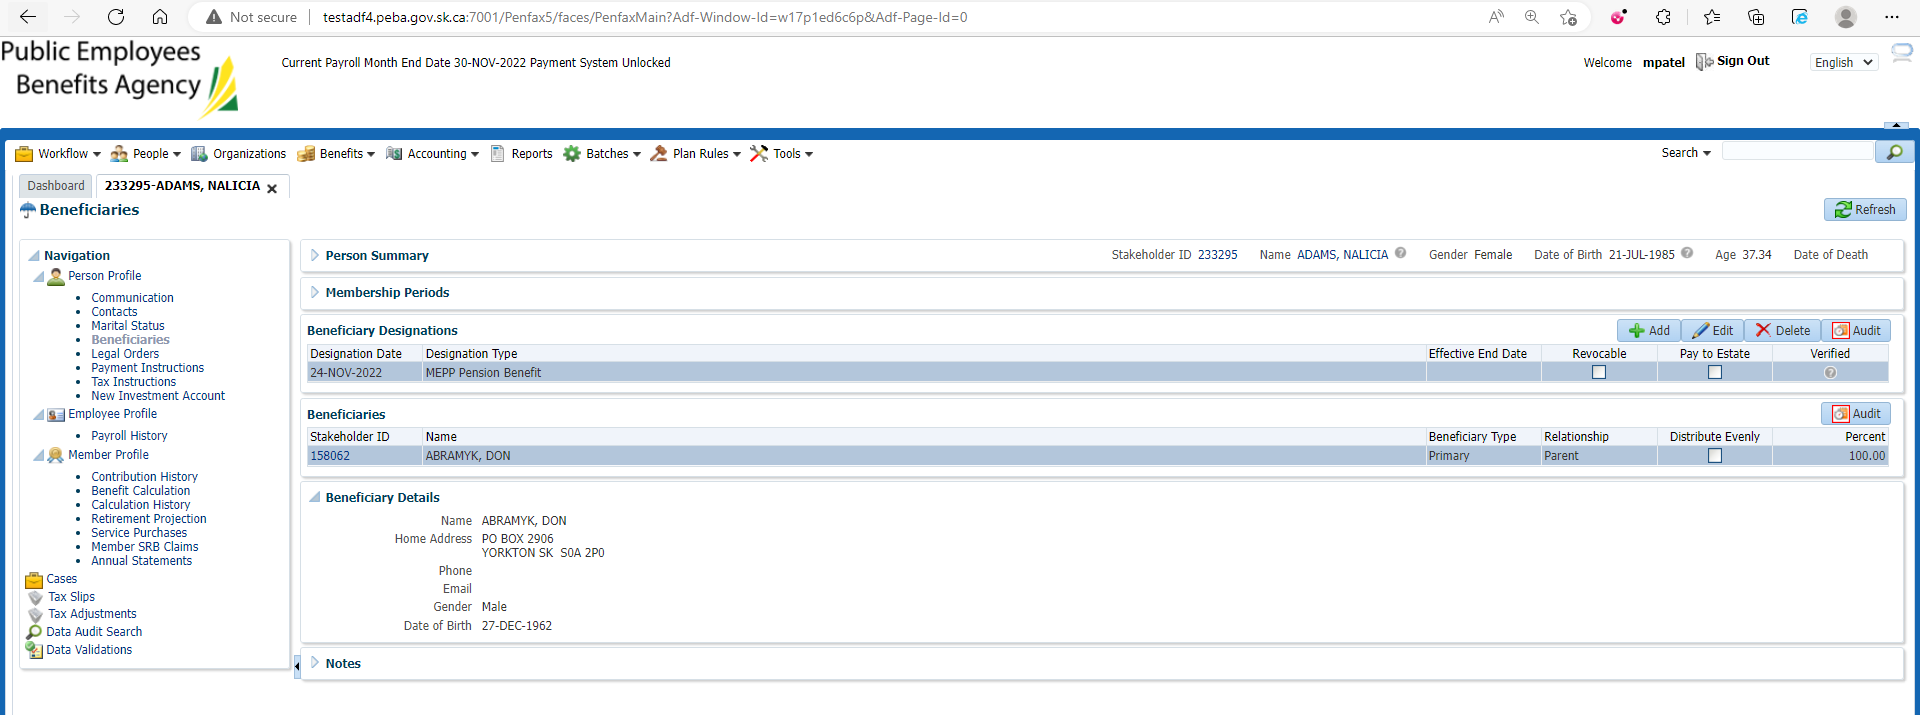 Not secure | testadf4.peba.gov.sk.ca:7001/Penfax5/faces/PenfaxMain?Adf-Window-Id=w17p1ed6c6p&Adf-Page-Id=0
Public Employees
Benefits Agency
Current Payroll Month End Date 30-NOV-2022 Payment System Unlocked
Welcome mpatel Sign Out English
Workflow People Organizations Benefits Accounting Reports Batches Plan Rules Tools Search
Dashboard 233295-ADAMS, NALICIA
Beneficiaries
Refresh
Navigation
Person Profile
Communication
Contacts
Marital Status
Beneficiaries
Legal Orders
Payment Instructions
Tax Instructions
New Investment Account
Employee Profile
Payroll History
Member Profile
Contribution History
Benefit Calculation
Calculation History
Retirement Projection
Service Purchases
Member SRB Claims
Annual Statements
Cases
Tax Slips
Tax Adjustments
Data Audit Search
Data Validations
Person Summary Stakeholder ID 233295 Name ADAMS, NALICIA Gender Female Date of Birth 21-JUL-1985 Age 37.34 Date of Death
Membership Periods
Beneficiary Designations Add Edit Delete Audit
Designation Date Designation Type Effective End Date Revocable Pay to Estate Verified
24-NOV-2022 MEPP Pension Benefit
Beneficiaries Audit
Stakeholder ID Name Beneficiary Type Relationship Distribute Evenly Percent
158062 ABRAMYK, DON Primary Parent 100.00
Beneficiary Details
Name ABRAMYK, DON
Home Address PO BOX 2906
YORKTON SK S0A 2P0
Phone
Email
Gender Male
Date of Birth 27-DEC-1962
Notes